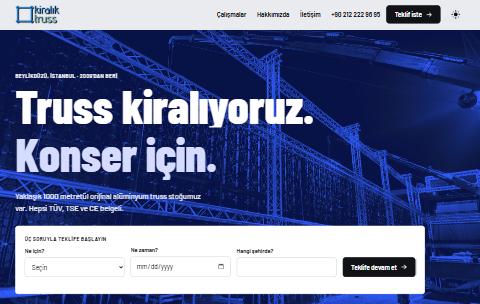 kiralık
truss
Çalışmalar Hakkımızda İletişim +90 212 222 96 95 Teklif iste →
BEYLİKDÜZÜ, İSTANBUL · 2009'DAN BERİ
Truss kiralıyoruz.
Konser için.
Yaklaşık 1000 metretül orijinal alüminyum truss stoğumuz
var. Hepsi TÜV, TSE ve CE belgeli.
ÜÇ SORUYLA TEKLİFE BAŞLAYIN
Ne için? Ne zaman? Hangi şehirde?
Seçin mm/dd/yyyy Teklife devam et →